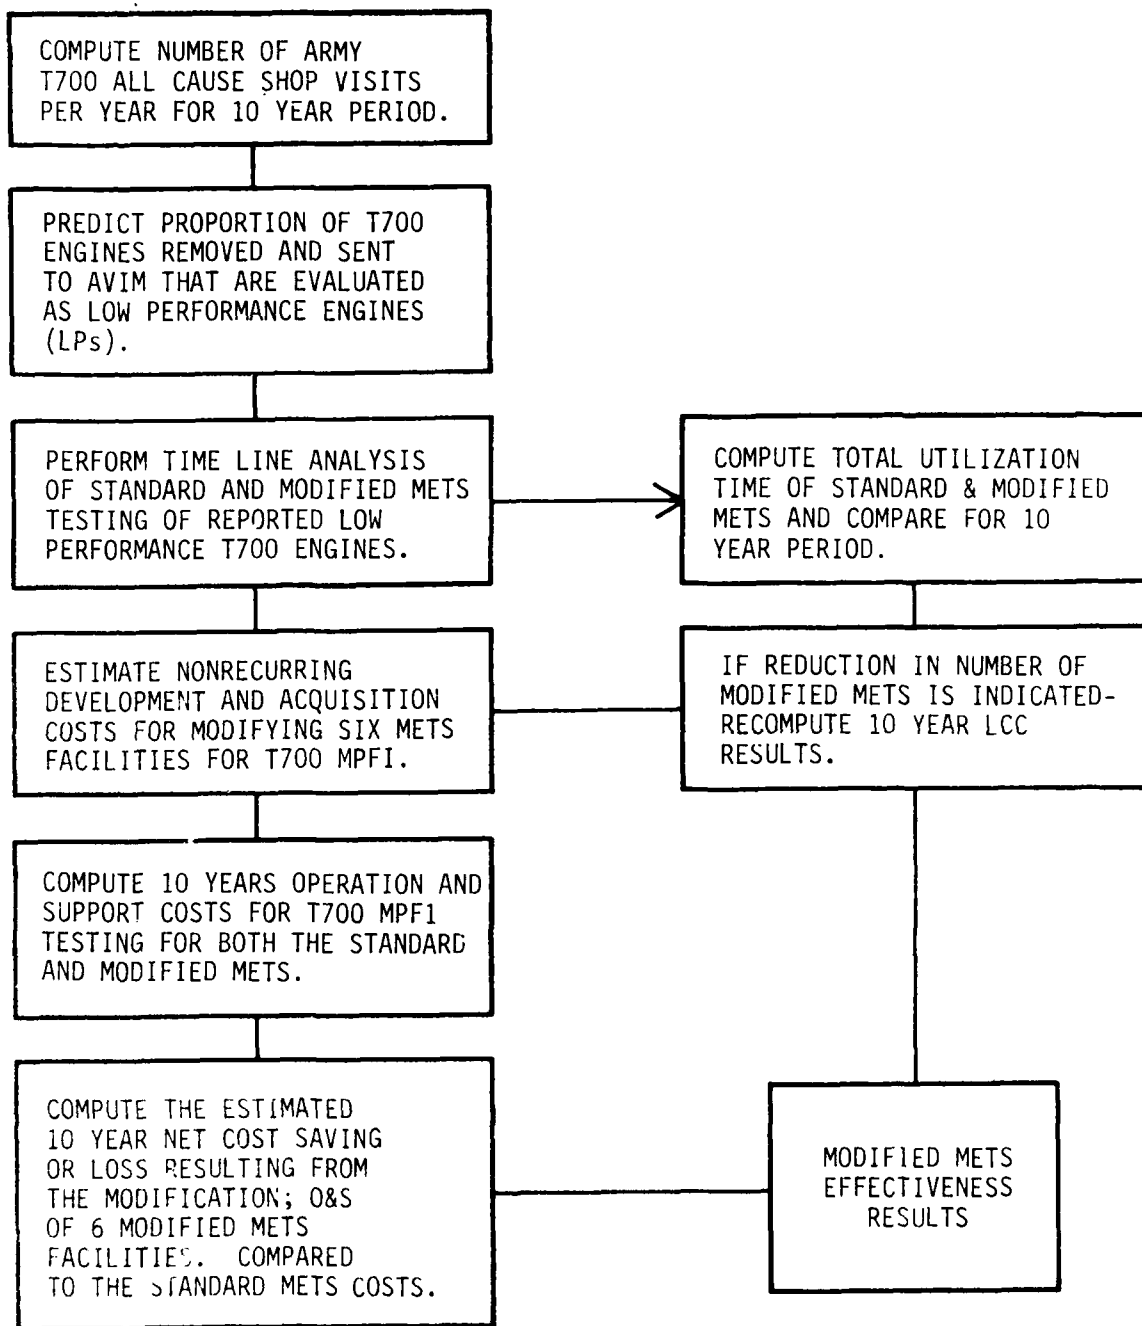 COMPUTE NUMBER OF ARMY
T700 ALL CAUSE SHOP VISITS
PER YEAR FOR 10 YEAR PERIOD.
PREDICT PROPORTION OF T700
ENGINES REMOVED AND SENT
TO AVIM THAT ARE EVALUATED
AS LOW PERFORMANCE ENGINES
(LPs).
PERFORM TIME LINE ANALYSIS
OF STANDARD AND MODIFIED METS
TESTING OF REPORTED LOW
PERFORMANCE T700 ENGINES.
COMPUTE TOTAL UTILIZATION
TIME OF STANDARD & MODIFIED
METS AND COMPARE FOR 10
YEAR PERIOD.
ESTIMATE NONRECURRING
DEVELOPMENT AND ACQUISITION
COSTS FOR MODIFYING SIX METS
FACILITIES FOR T700 MPFI.
IF REDUCTION IN NUMBER OF
MODIFIED METS IS INDICATED-
RECOMPUTE 10 YEAR LCC
RESULTS.
COMPUTE 10 YEARS OPERATION AND
SUPPORT COSTS FOR T700 MPF1
TESTING FOR BOTH THE STANDARD
AND MODIFIED METS.
COMPUTE THE ESTIMATED
10 YEAR NET COST SAVING
OR LOSS RESULTING FROM
THE MODIFICATION; O&S
OF 6 MODIFIED METS
FACILITIES. COMPARED
TO THE STANDARD METS COSTS.
MODIFIED METS
EFFECTIVENESS
RESULTS